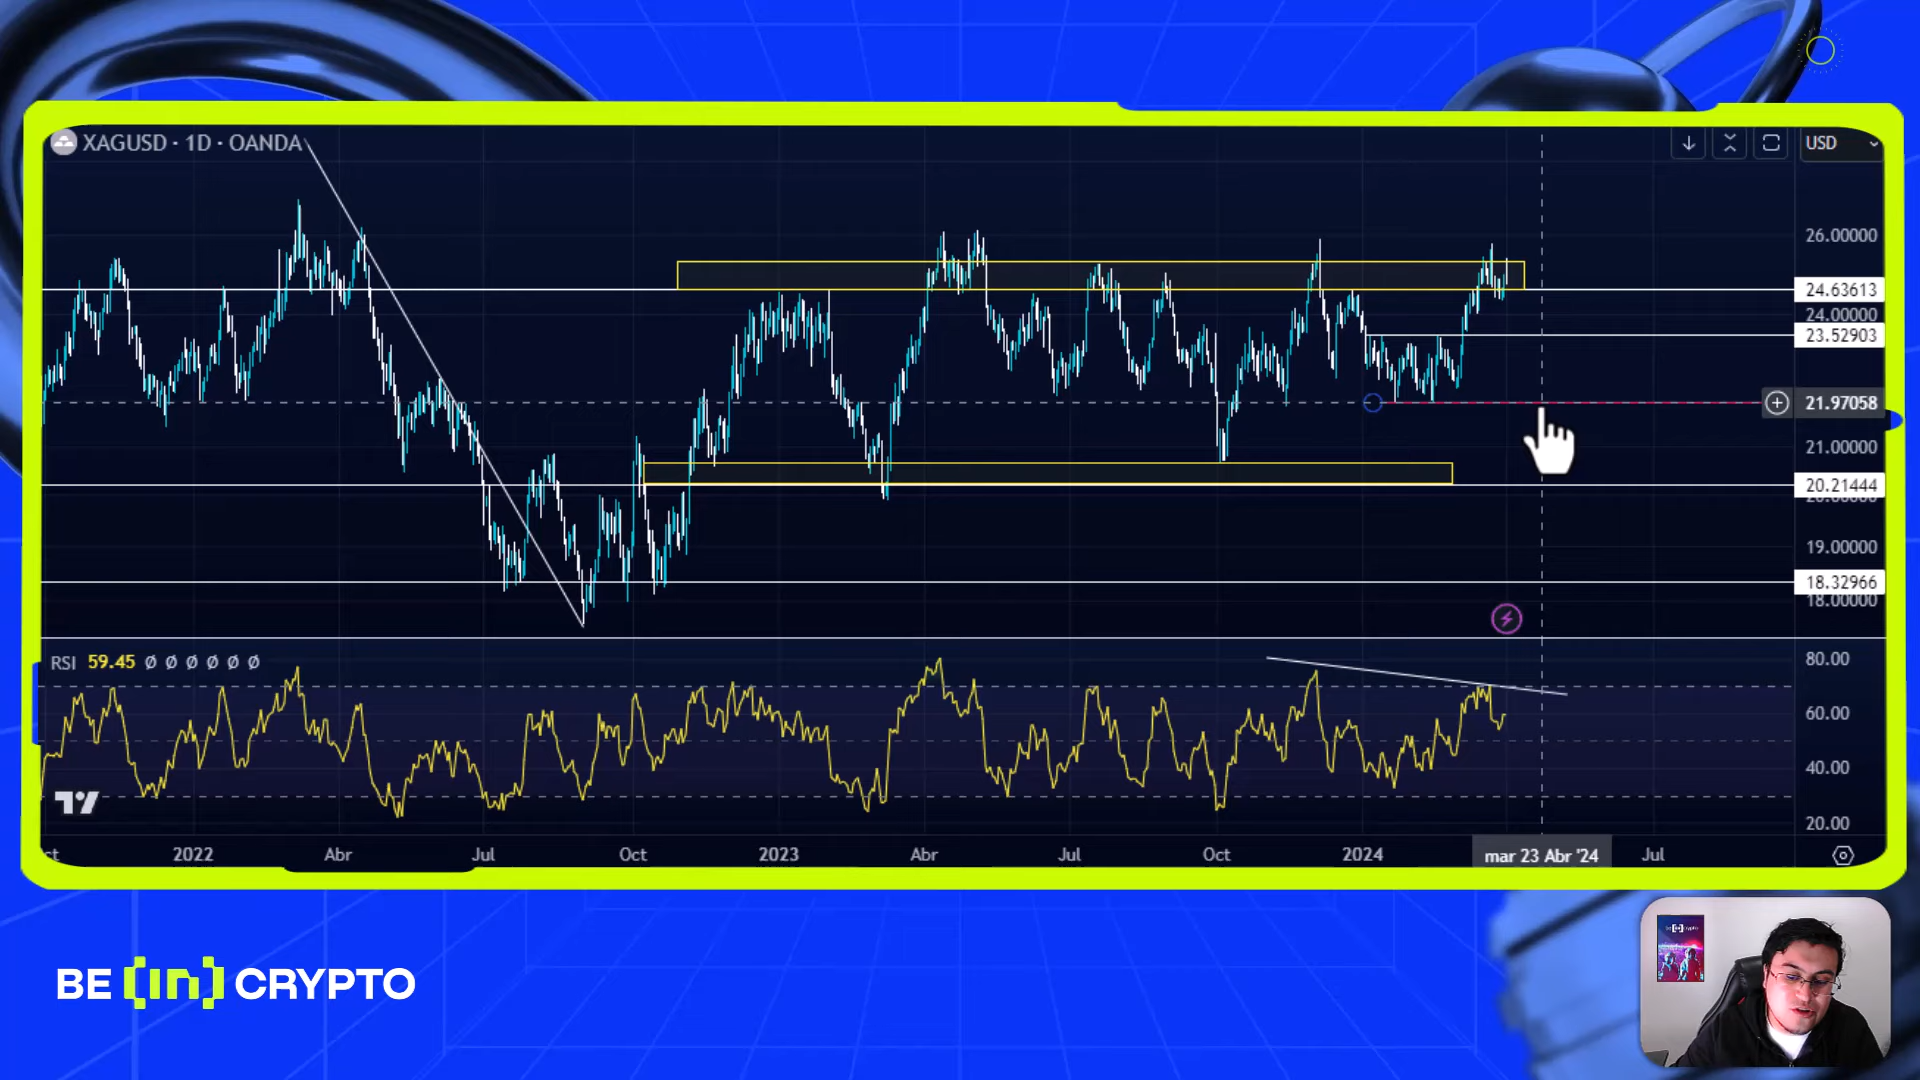 XAGUSD · 1D · OANDA
USD
26.00000
24.63613
24.00000
23.52903
21.97058
21.00000
20.21444
19.00000
18.32966
18.00000
RSI 59.45 Ø Ø Ø Ø Ø Ø
80.00
60.00
40.00
20.00
2022 Abr Jul Oct 2023 Abr Jul Oct 2024 mar 23 Abr '24 Jul
BE [in] CRYPTO